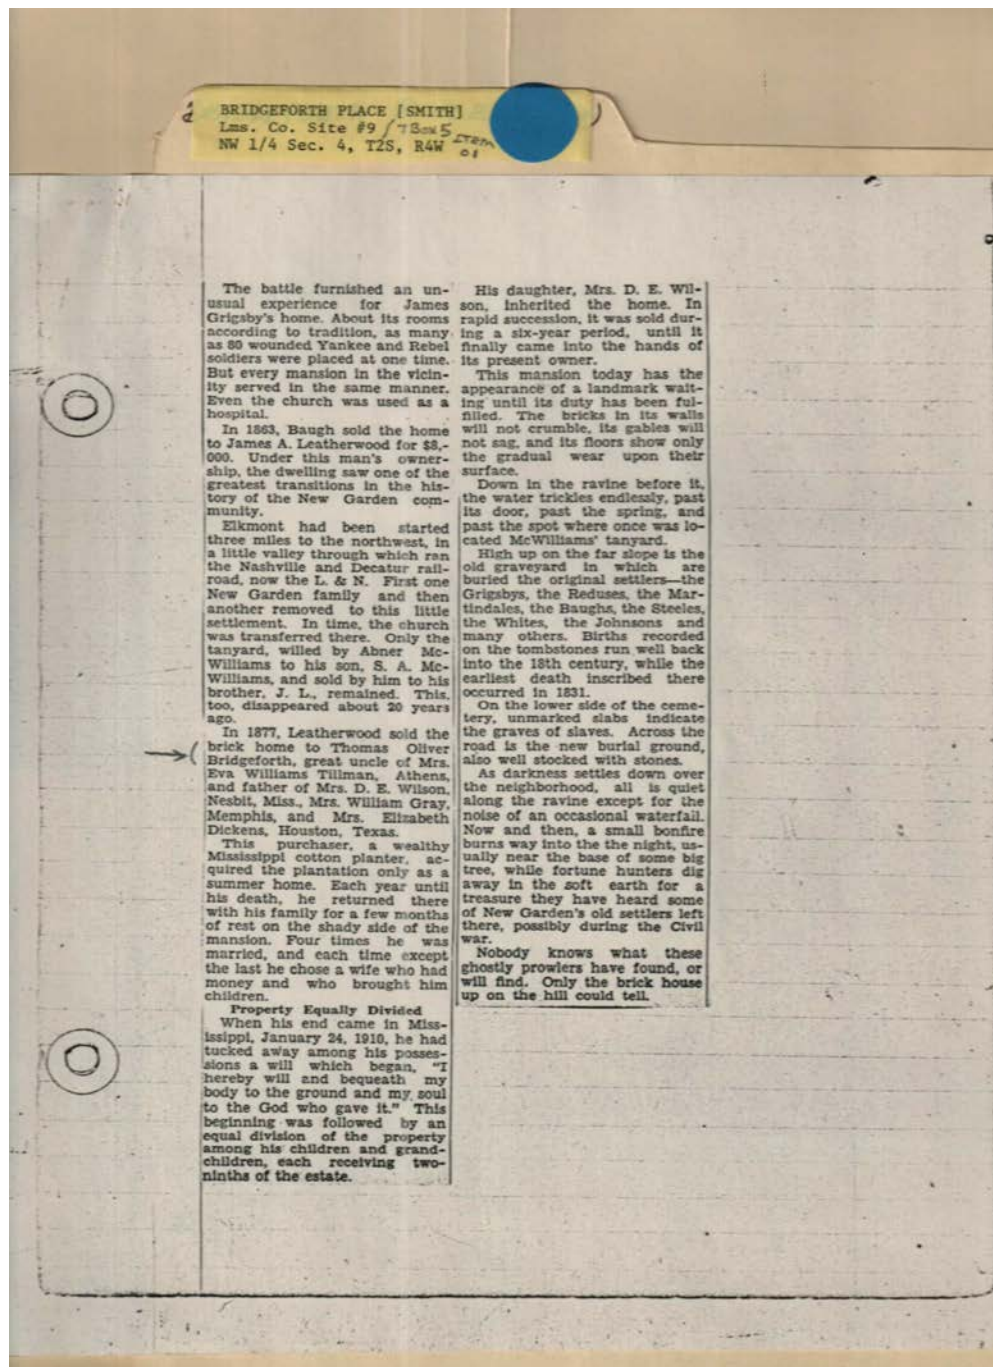 BRIDGEFORTH PLACE [SMITH]
Lms. Co. Site #9 / 7 Box 5
NW 1/4 Sec. 4, T2S, R4W ITEM
01
The battle furnished an un-
usual experience for James
Grigsby's home. About its rooms
according to tradition, as many
as 80 wounded Yankee and Rebel
soldiers were placed at one time.
But every mansion in the vicin-
ity served in the same manner.
Even the church was used as a
hospital.
In 1863, Baugh sold the home
to James A. Leatherwood for $8,-
000. Under this man's owner-
ship, the dwelling saw one of the
greatest transitions in the his-
tory of the New Garden com-
munity.
Elkmont had been started
three miles to the northwest, in
a little valley through which ran
the Nashville and Decatur rail-
road, now the L. & N. First one
New Garden family and then
another removed to this little
settlement. In time, the church
was transferred there. Only the
tanyard, willed by Abner Mc-
Williams to his son, S. A. Mc-
Williams, and sold by him to his
brother, J. L., remained. This,
too, disappeared about 20 years
ago.
In 1877, Leatherwood sold the
brick home to Thomas Oliver
Bridgeforth, great uncle of Mrs.
Eva Williams Tillman, Athens,
and father of Mrs. D. E. Wilson,
Nesbit, Miss., Mrs. William Gray,
Memphis, and Mrs. Elizabeth
Dickens, Houston, Texas.
This purchaser, a wealthy
Mississippi cotton planter, ac-
quired the plantation only as a
summer home. Each year until
his death, he returned there
with his family for a few months
of rest on the shady side of the
mansion. Four times he was
married, and each time except
the last he chose a wife who had
money and who brought him
children.
Property Equally Divided
When his end came in Miss-
issippi, January 24, 1910, he had
tucked away among his posses-
sions a will which began, "I
hereby will and bequeath my
body to the ground and my soul
to the God who gave it." This
beginning was followed by an
equal division of the property
among his children and grand-
children, each receiving two-
ninths of the estate.
His daughter, Mrs. D. E. Wil-
son, inherited the home. In
rapid succession, it was sold dur-
ing a six-year period, until it
finally came into the hands of
its present owner.
This mansion today has the
appearance of a landmark wait-
ing until its duty has been ful-
filled. The bricks in its walls
will not crumble, its gables will
not sag, and its floors show only
the gradual wear upon their
surface.
Down in the ravine before it,
the water trickles endlessly, past
its door, past the spring, and
past the spot where once was lo-
cated McWilliams' tanyard.
High up on the far slope is the
old graveyard in which are
buried the original settlers—the
Grigsbys, the Reduses, the Mar-
tindales, the Baughs, the Steeles,
the Whites, the Johnsons and
many others. Births recorded
on the tombstones run well back
into the 18th century, while the
earliest death inscribed there
occurred in 1831.
On the lower side of the ceme-
tery, unmarked slabs indicate
the graves of slaves. Across the
road is the new burial ground,
also well stocked with stones.
As darkness settles down over
the neighborhood, all is quiet
along the ravine except for the
noise of an occasional waterfall.
Now and then, a small bonfire
burns way into the the night, us-
ually near the base of some big
tree, while fortune hunters dig
away in the soft earth for a
treasure they have heard some
of New Garden's old settlers left
there, possibly during the Civil
war.
Nobody knows what these
ghostly prowlers have found, or
will find. Only the brick house
up on the hill could tell.